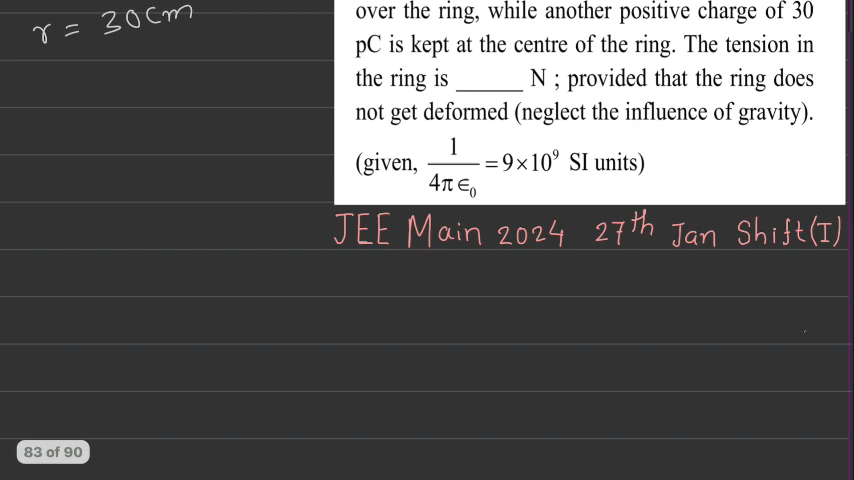 r = 30cm
over the ring, while another positive charge of 30
pC is kept at the centre of the ring. The tension in
the ring is ______ N ; provided that the ring does
not get deformed (neglect the influence of gravity).
(given, 1/(4π∈₀) = 9×10⁹ SI units)
JEE Main 2024 27th Jan Shift(I)
83 of 90